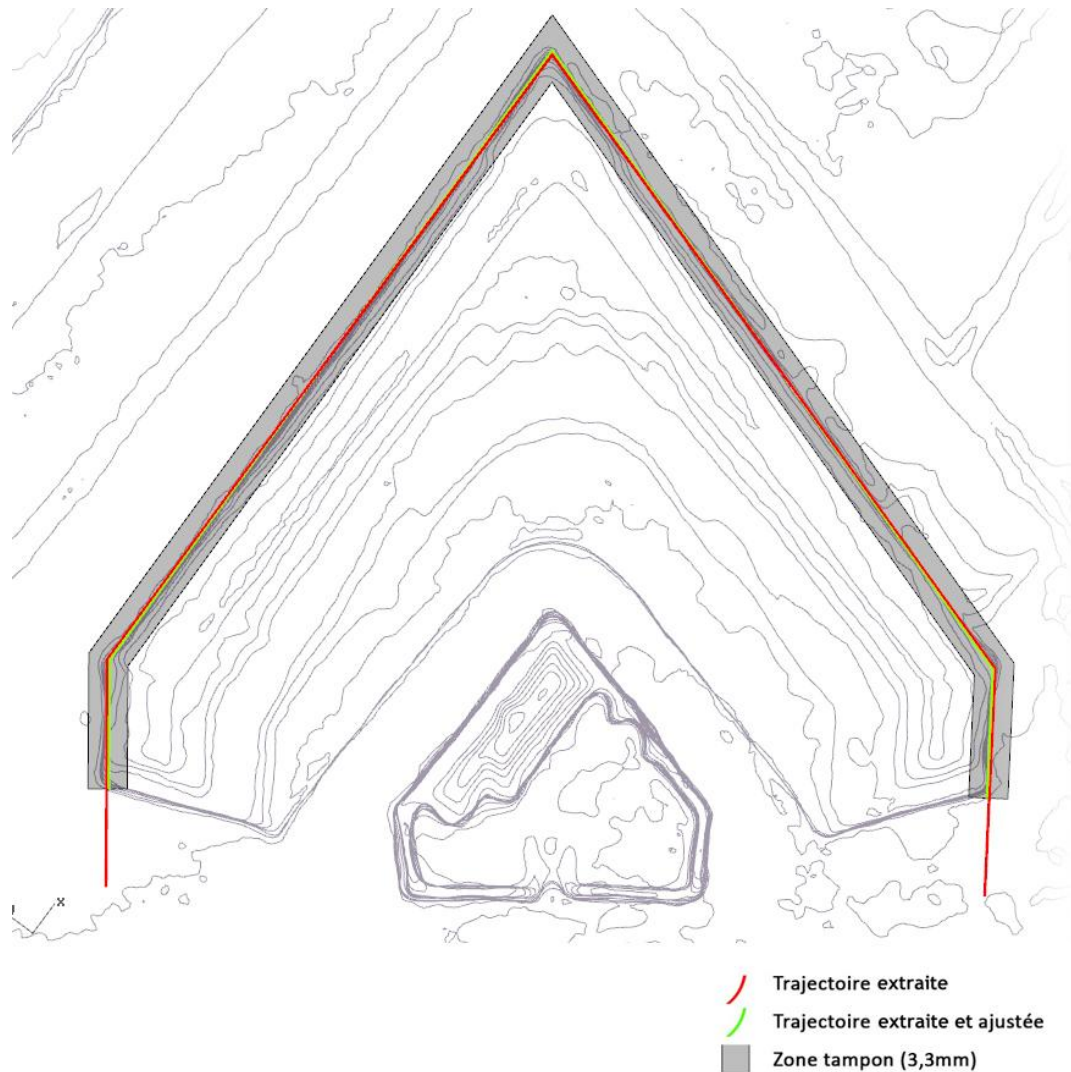 x
Trajectoire extraite
Trajectoire extraite et ajustée
Zone tampon (3,3mm)